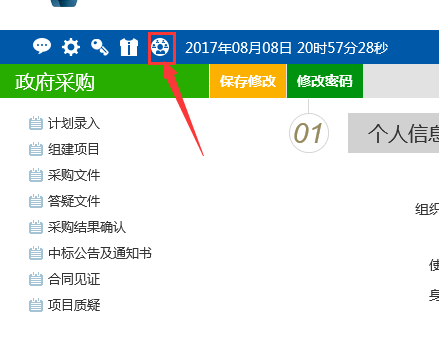 2017年08月08日 20时57分28秒
政府采购
保存修改 修改密码
计划录入
组建项目
采购文件
答疑文件
采购结果确认
中标公告及通知书
合同见证
项目质疑
01 个人信息
组织
使
身